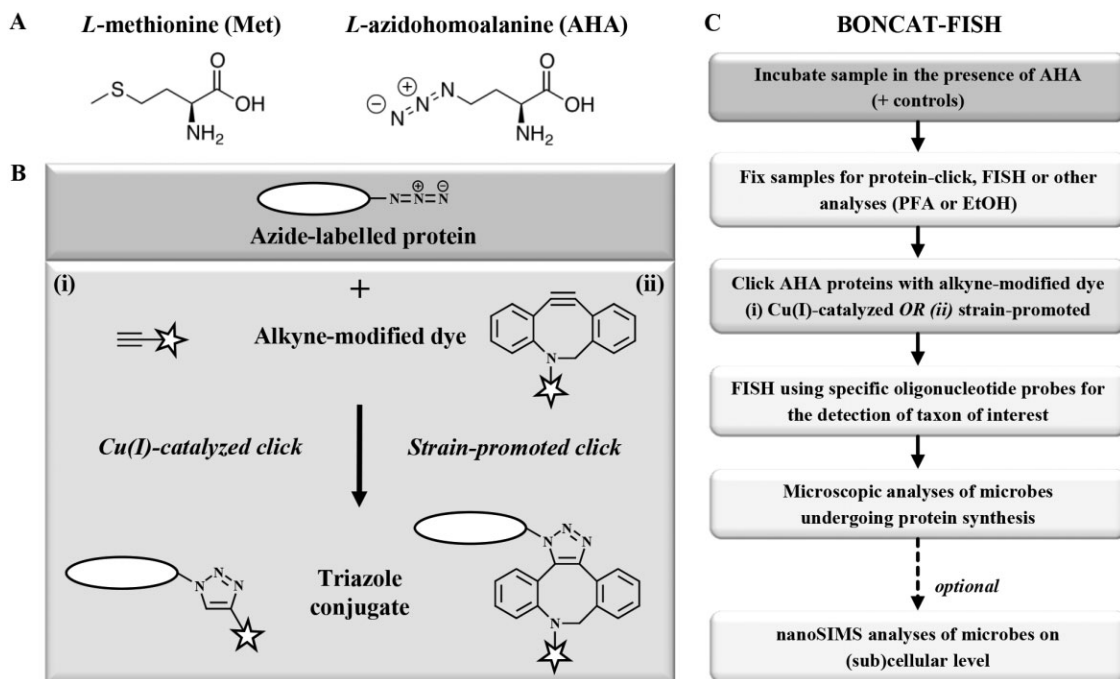 A
L-methionine (Met)
L-azidohomoalanine (AHA)
S
O
OH
NH₂
⊖ N=N=N ⊕
O
OH
NH₂
B
N=N=N
⊕ ⊖
Azide-labelled protein
(i)
+
(ii)
Alkyne-modified dye
N
Cu(I)-catalyzed click
Strain-promoted click
N N N
Triazole
conjugate
N N N
N
C
BONCAT-FISH
Incubate sample in the presence of AHA
(+ controls)
Fix samples for protein-click, FISH or other
analyses (PFA or EtOH)
Click AHA proteins with alkyne-modified dye
(i) Cu(I)-catalyzed OR (ii) strain-promoted
FISH using specific oligonucleotide probes for
the detection of taxon of interest
Microscopic analyses of microbes
undergoing protein synthesis
optional
nanoSIMS analyses of microbes on
(sub)cellular level